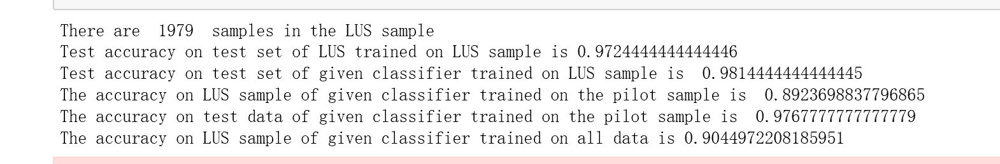 There are  1979  samples in the LUS sample
Test accuracy on test set of LUS trained on LUS sample is 0.9724444444444446
Test accuracy on test set of given classifier trained on LUS sample is  0.9814444444444445
The accuracy on LUS sample of given classifier trained on the pilot sample is  0.8923698837796865
The accuracy on test data of given classifier trained on the pilot sample is  0.9767777777777779
The accuracy on LUS sample of given classifier trained on all data is 0.9044972208185951